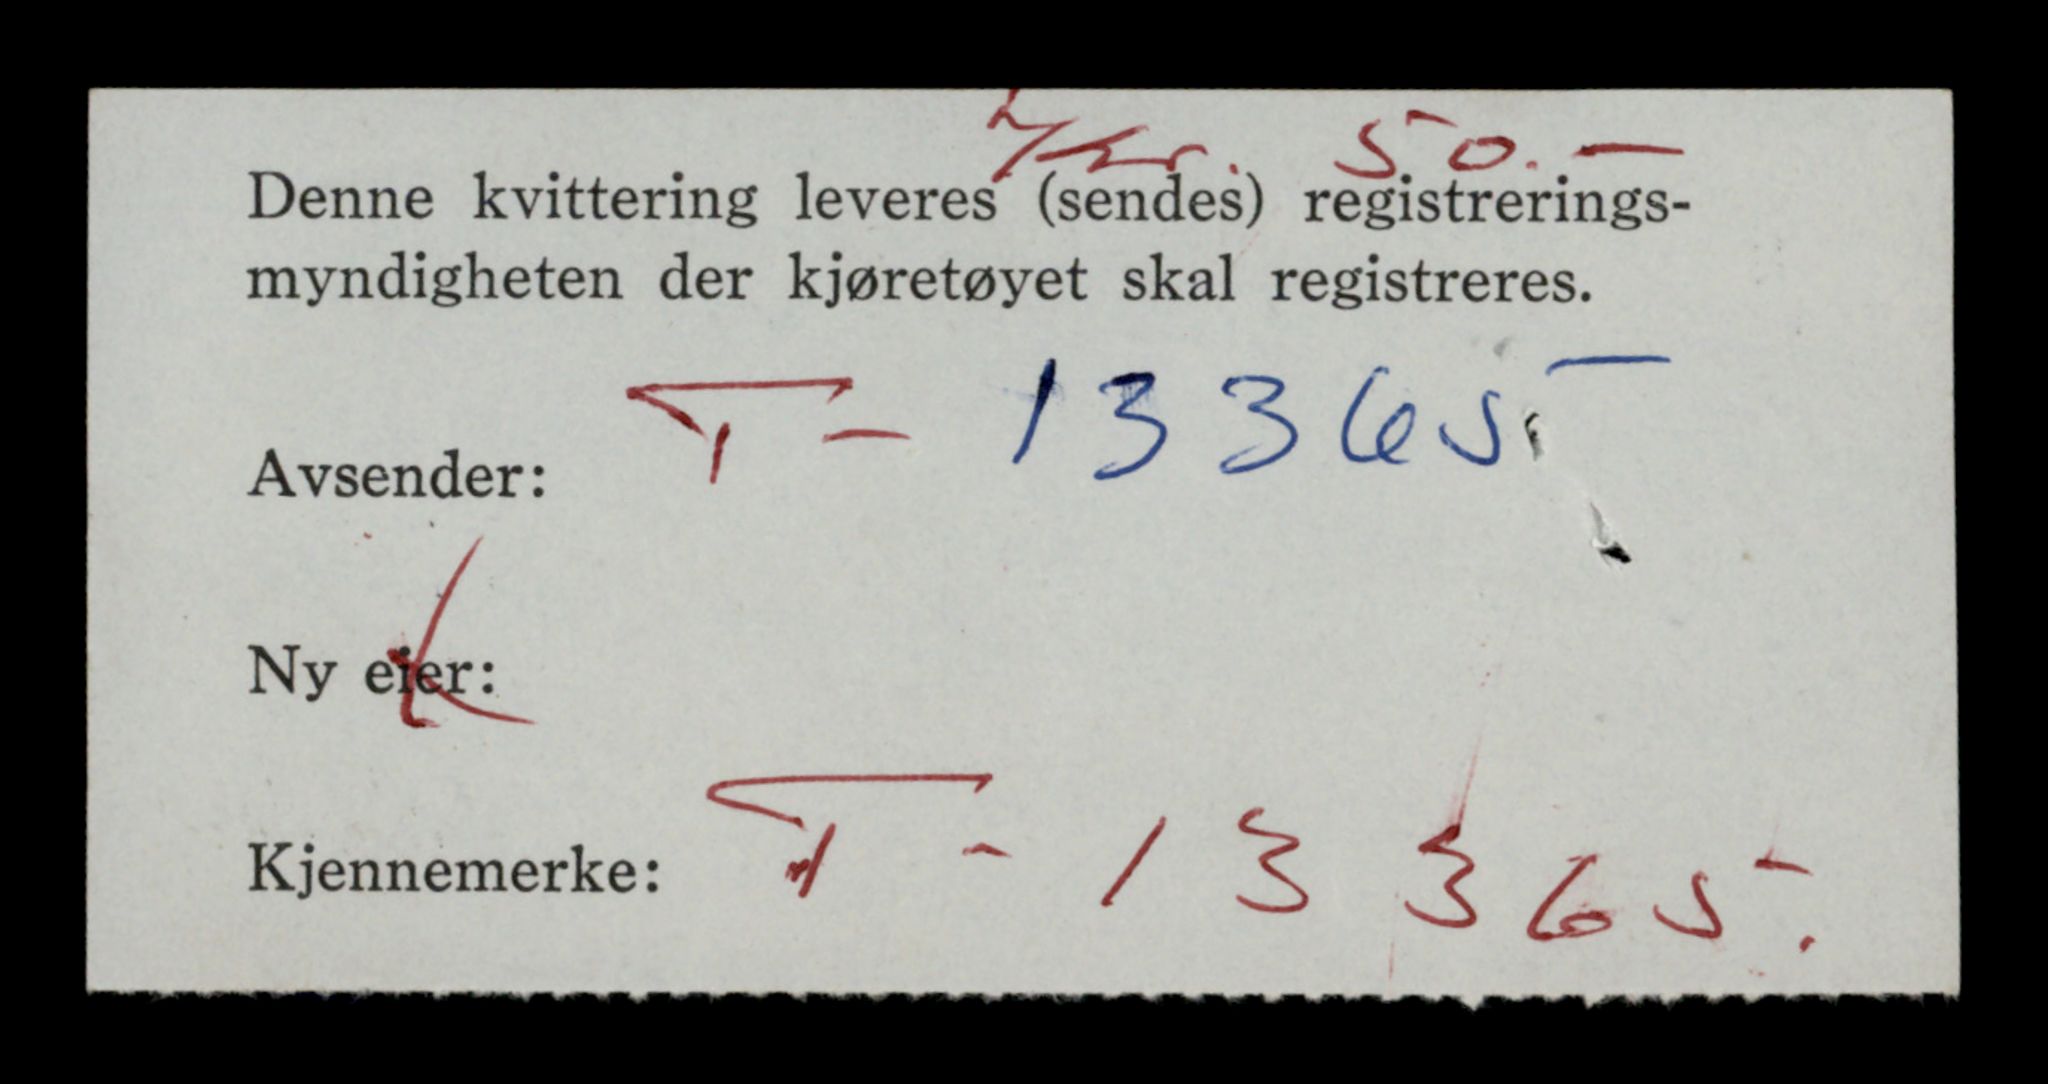 kr. 50.-
Denne kvittering leveres (sendes) registrerings-
myndigheten der kjøretøyet skal registreres.
T - 13365
Avsender:
Ny eier:
Kjennemerke: T - 13365.